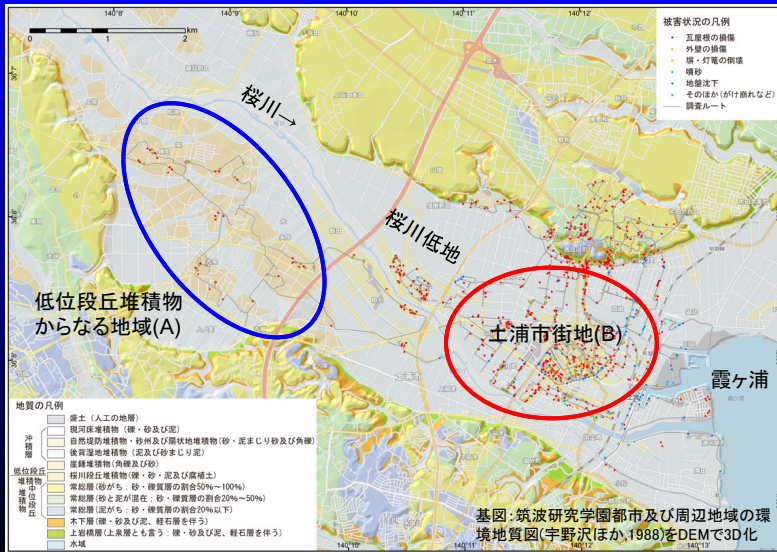 140°8'
140°9'
140°10'
140°11'
140°12'
0
1
2
km
被害状況の凡例
瓦屋根の損傷
外壁の損傷
塀・灯篭の倒壊
噴砂
地盤沈下
そのほか(がけ崩れなど)
調査ルート
桜川→
桜川低地
低位段丘堆積物
からなる地域(A)
土浦市街地(B)
霞ヶ浦
土浦市
地質の凡例
盛土(人工の地層)
沖積層
現河床堆積物(礫・砂及び泥)
自然堤防堆積物・砂州及び扇状地堆積物(砂・泥まじり砂及び角礫)
後背湿地堆積物(泥及び砂まじり泥)
低位段丘堆積物
崖錐堆積物(角礫及び砂)
桜川段丘堆積物(礫・砂・泥及び腐植土)
中位段丘堆積物
常総層(砂がち:砂・礫質層の割合50%~100%)
常総層(砂と泥が混在:砂・礫質層の割合20%~50%)
常総層(泥がち:砂・礫質層の割合20%以下)
木下層(礫・砂及び泥、軽石層を伴う)
上岩橋層(上泉層とも言う:礫・砂及び泥、軽石層を伴う)
水域
基図:筑波研究学園都市及び周辺地域の環
境地質図(宇野沢ほか,1988)をDEMで3D化
140°10'
140°11'
140°12'